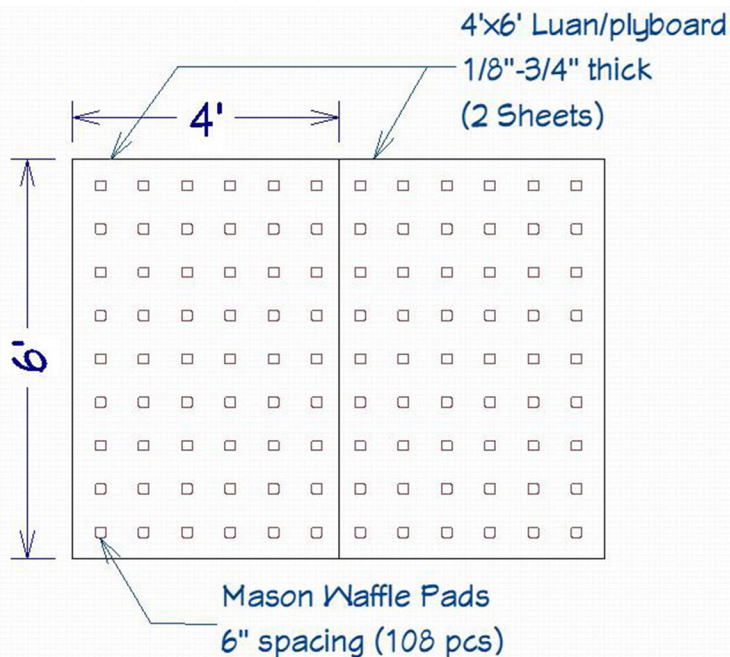 4'x6' Luan/plyboard
1/8"-3/4" thick
(2 Sheets)
4'
6'
Mason Waffle Pads
6" spacing (108 pcs)